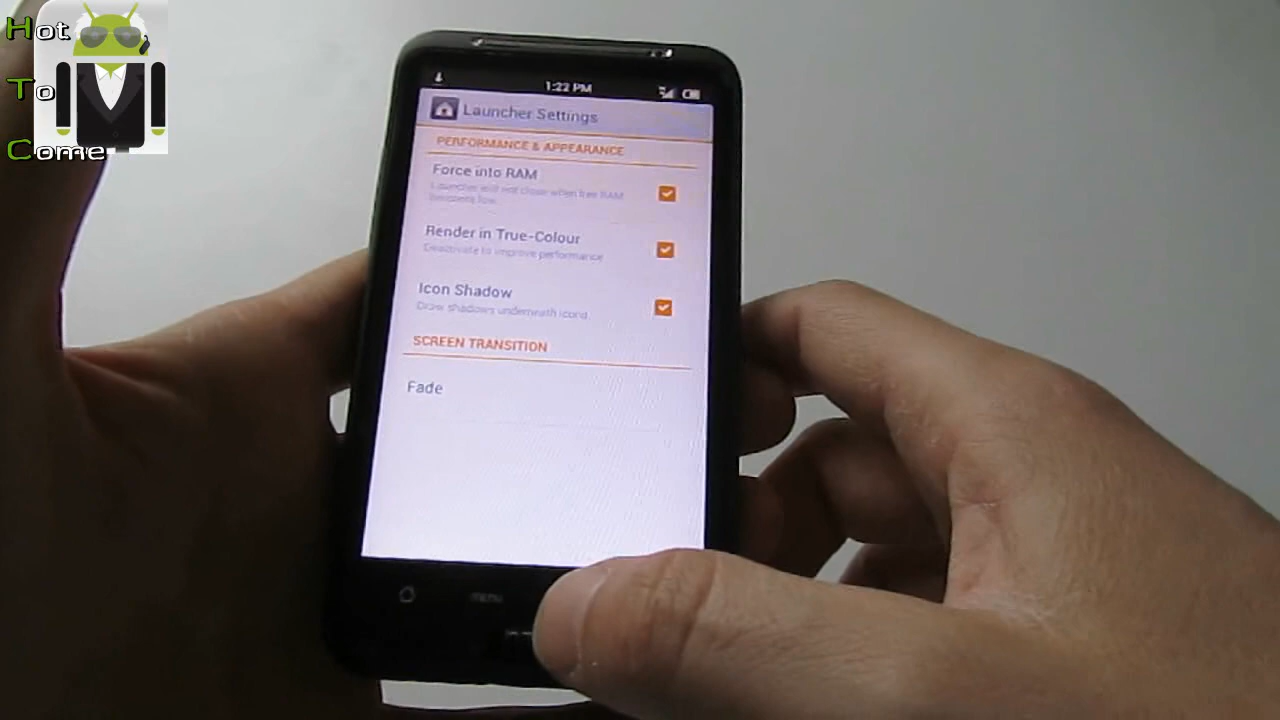 Hot
To
Come
1:22 PM
Launcher Settings
PERFORMANCE & APPEARANCE
Force into RAM
Launcher will not close when free RAM
becomes low
Render in True-Colour
Deactivate to improve performance
Icon Shadow
Draw shadows underneath icons
SCREEN TRANSITION
Fade
menu